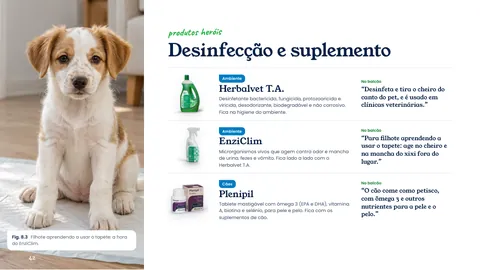 produtos heróis
Desinfecção e suplemento
Ambiente
Herbalvet T.A.
Desinfetante bactericida, fungicida, protozoaricida e
viricida, desodorizante, biodegradável e não corrosivo.
Fica na higiene do ambiente.
No balcão
“Desinfeta e tira o cheiro do
canto do pet, e é usado em
clínicas veterinárias.”
Ambiente
EnziClim
Microrganismos vivos que agem contra odor e mancha
de urina, fezes e vômito. Fica lado a lado com o
Herbalvet T.A.
No balcão
“Para filhote aprendendo a
usar o tapete: age no cheiro e
na mancha do xixi fora do
lugar.”
Cães
Plenipil
Tablete mastigável com ômega 3 (EPA e DHA), vitamina
A, biotina e selênio, para pele e pelo. Fica com os
suplementos de cão.
No balcão
“O cão come como petisco,
com ômega 3 e outros
nutrientes para a pele e o
pelo.”
Fig. 8.3 Filhote aprendendo a usar o tapete: a hora
do EnziClim.